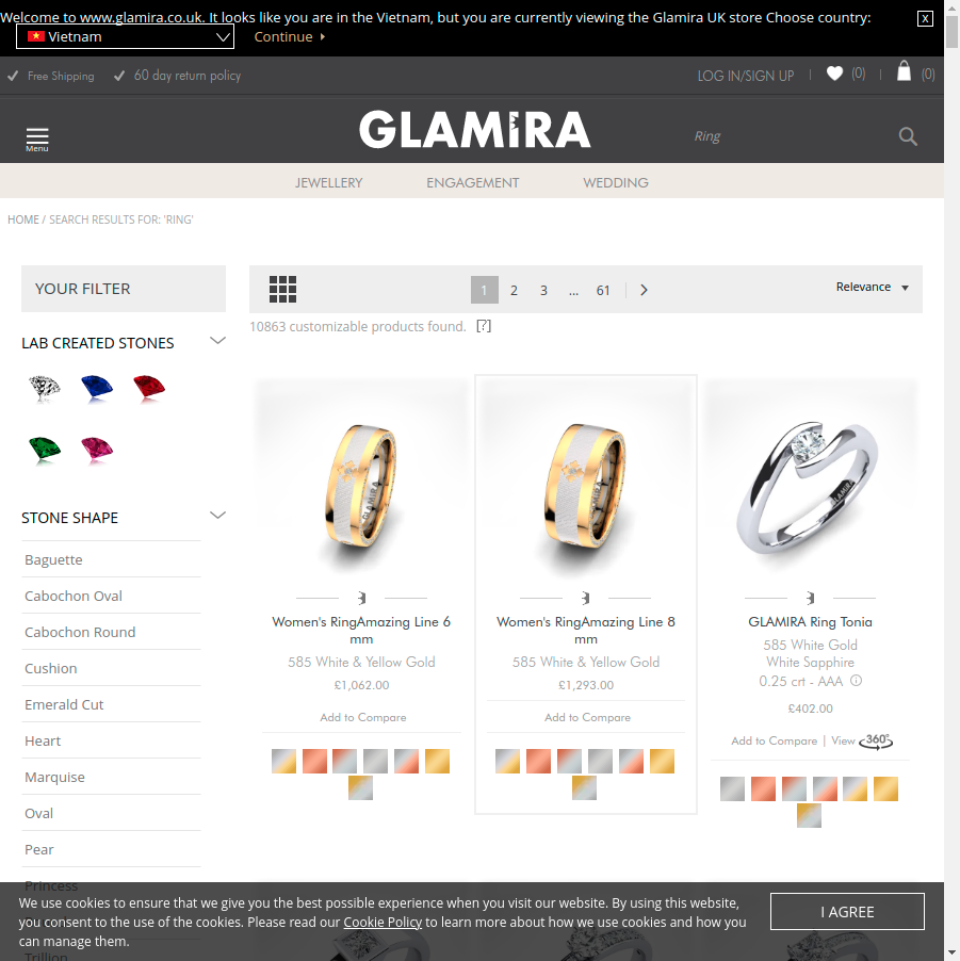 Welcome to www.glamira.co.uk. It looks like you are in the Vietnam, but you are currently viewing the Glamira UK store Choose country:
X
Vietnam
Continue
Free Shipping
60 day return policy
LOG IN/SIGN UP
(0)
(0)
Menu
GLAMIRA
Ring
JEWELLERY
ENGAGEMENT
WEDDING
HOME / SEARCH RESULTS FOR: 'RING'
YOUR FILTER
1 2 3 ... 61
Relevance
10863 customizable products found. [?]
LAB CREATED STONES
STONE SHAPE
Baguette
Cabochon Oval
Cabochon Round
Cushion
Emerald Cut
Heart
Marquise
Oval
Pear
Princess
Trillion
GLAMIRA
Women's RingAmazing Line 6
mm
585 White & Yellow Gold
£1,062.00
Add to Compare
GLAMIRA
Women's RingAmazing Line 8
mm
585 White & Yellow Gold
£1,293.00
Add to Compare
GLAMIRA
GLAMIRA Ring Tonia
585 White Gold
White Sapphire
0.25 crt - AAA
£402.00
Add to Compare | View 360°
We use cookies to ensure that we give you the best possible experience when you visit our website. By using this website,
you consent to the use of the cookies. Please read our Cookie Policy to learn more about how we use cookies and how you
can manage them.
I AGREE